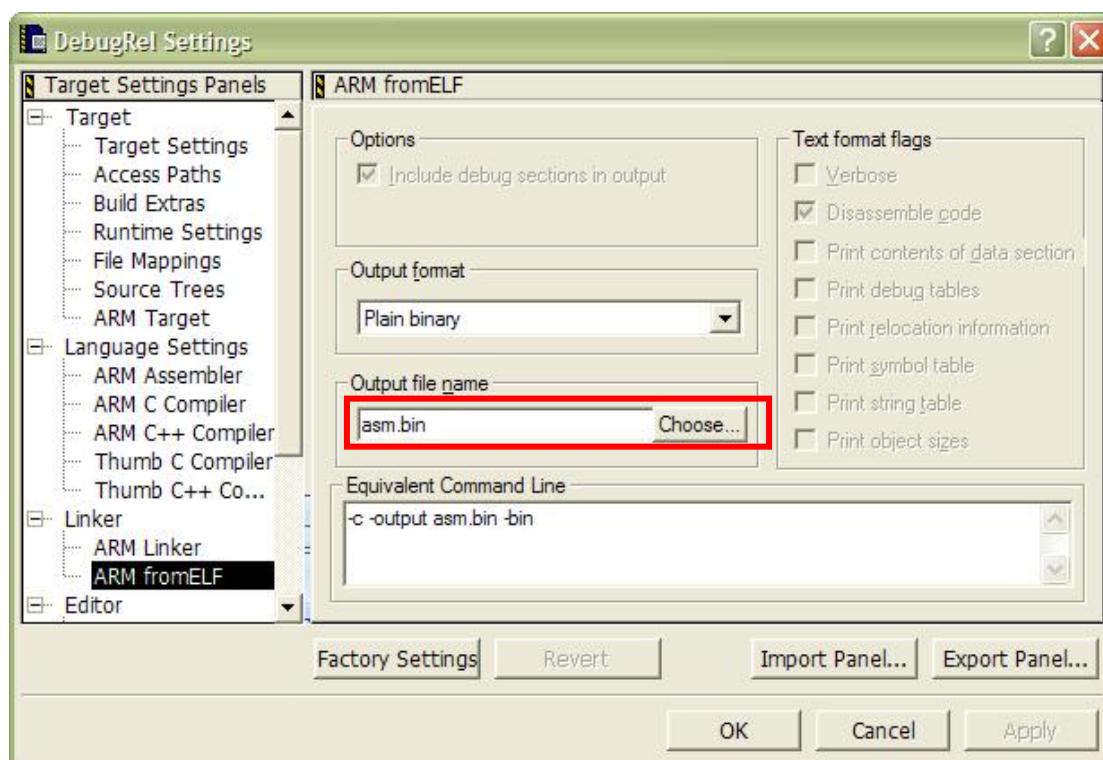 DebugRel Settings
Target Settings Panels
Target
Target Settings
Access Paths
Build Extras
Runtime Settings
File Mappings
Source Trees
ARM Target
Language Settings
ARM Assembler
ARM C Compiler
ARM C++ Compiler
Thumb C Compiler
Thumb C++ Co...
Linker
ARM Linker
ARM fromELF
Editor
ARM fromELF
Options
Include debug sections in output
Output format
Plain binary
Output file name
asm.bin
Choose...
Text format flags
Verbose
Disassemble code
Print contents of data section
Print debug tables
Print relocation information
Print symbol table
Print string table
Print object sizes
Equivalent Command Line
-c -output asm.bin -bin
Factory Settings
Revert
Import Panel...
Export Panel...
OK
Cancel
Apply